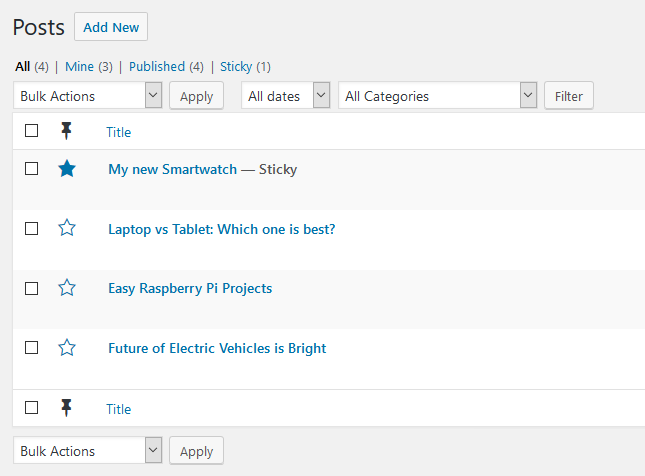 Posts Add New
All (4) | Mine (3) | Published (4) | Sticky (1)
Bulk Actions Apply All dates All Categories Filter
Title
My new Smartwatch — Sticky
Laptop vs Tablet: Which one is best?
Easy Raspberry Pi Projects
Future of Electric Vehicles is Bright
Title
Bulk Actions Apply